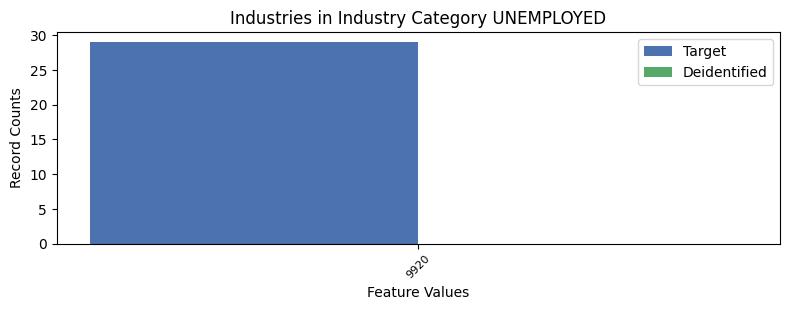 Industries in Industry Category UNEMPLOYED
Target
Deidentified
Record Counts
30
25
20
15
10
5
0
9920
Feature Values